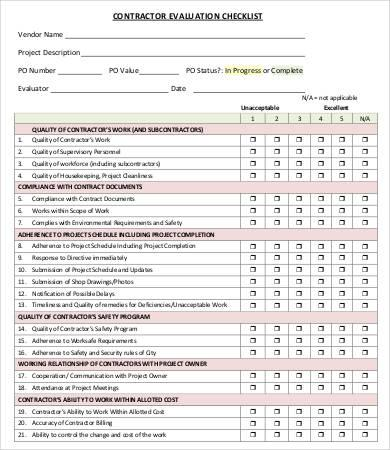 CONTRACTOR EVALUATION CHECKLIST
Vendor Name
Project Description
PO Number PO Value PO Status?: In Progress or Complete
Evaluator Date
N/A = not applicable
Unacceptable Excellent
1 2 3 4 5 N/A
QUALITY OF CONTRACTOR'S WORK (AND SUBCONTRACTORS)
1. Quality of Contractor's Work
2. Quality of Supervisory Personnel
3. Quality of workforce (including subcontractors)
4. Quality of Housekeeping, Project Cleanliness
COMPLIANCE WITH CONTRACT DOCUMENTS
5. Compliance with Contract Documents
6. Works within Scope of Work
7. Complies with Environmental Requirements and Safety
ADHERENCE TO PROJECT SCHEDULE INCLUDING PROJECT COMPLETION
8. Adherence to Project Schedule Including Project Completion
9. Response to Directive immediately
10. Submission of Project Schedule and Updates
11. Submission of Shop Drawings/Photos
12. Notification of Possible Delays
13. Timeliness and Quality of remedies for Deficiencies/Unacceptable Work
QUALITY OF CONTRACTOR'S SAFETY PROGRAM
14. Quality of Contractor's Safety Program
15. Adherence to Worksafe Requirements
16. Adherence to Safety and Security rules of City
WORKING RELATIONSHIP OF CONTRACTORS WITH PROJECT OWNER
17. Cooperation/ Communication with Project Owner
18. Attendance at Project Meetings
CONTRACTOR'S ABILITY TO WORK WITHIN ALLOTTED COST
19. Contractor's Ability to Work Within Allotted Cost
20. Accuracy of Contractor Billing
21. Ability to control the change and cost of the work